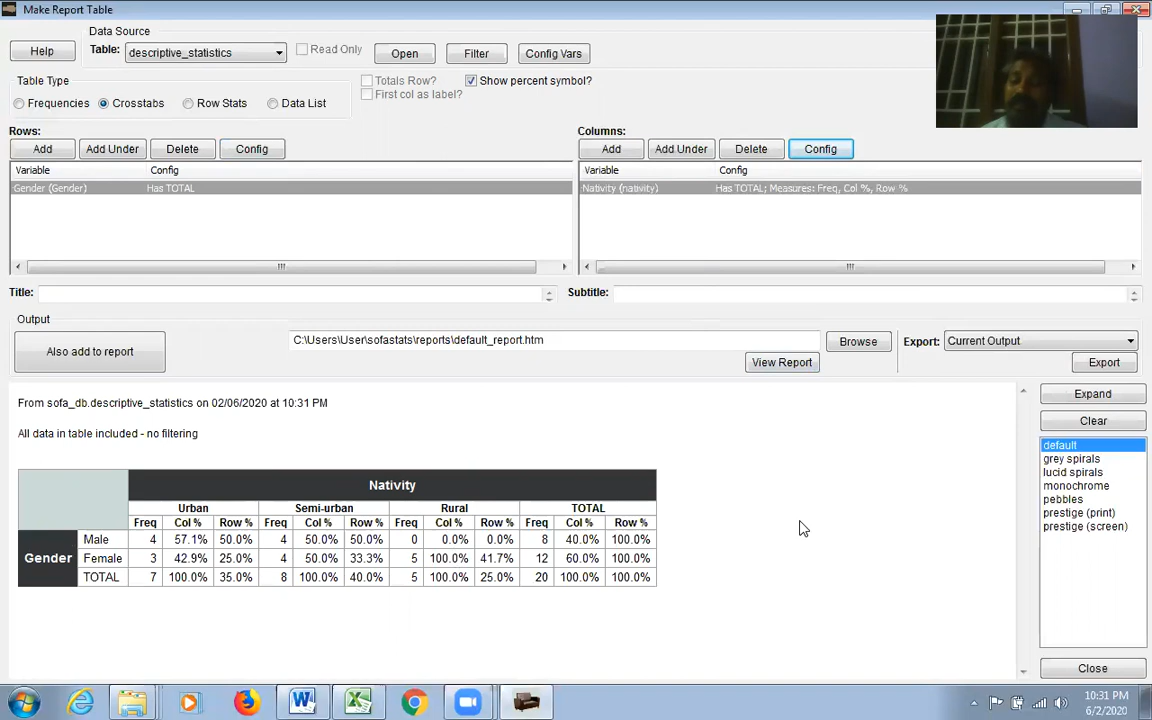 Make Report Table
Data Source
Help
Table: descriptive_statistics
Read Only
Open
Filter
Config Vars
Table Type
Frequencies
Crosstabs
Row Stats
Data List
Totals Row?
First col as label?
Show percent symbol?
Rows:
Add
Add Under
Delete
Config
Variable Config
Gender (Gender) Has TOTAL
Columns:
Add
Add Under
Delete
Config
Variable Config
Nativity (nativity) Has TOTAL; Measures: Freq, Col %, Row %
Title:
Subtitle:
Output
Also add to report
C:\Users\User\sofastats\reports\default_report.htm
Browse
View Report
Export: Current Output
Export
From sofa_db.descriptive_statistics on 02/06/2020 at 10:31 PM
All data in table included - no filtering
Nativity
Urban Semi-urban Rural TOTAL
Freq Col % Row % Freq Col % Row % Freq Col % Row % Freq Col % Row %
Gender
Male 4 57.1% 50.0% 4 50.0% 50.0% 0 0.0% 0.0% 8 40.0% 100.0%
Female 3 42.9% 25.0% 4 50.0% 33.3% 5 100.0% 41.7% 12 60.0% 100.0%
TOTAL 7 100.0% 35.0% 8 100.0% 40.0% 5 100.0% 25.0% 20 100.0% 100.0%
Expand
Clear
default
grey spirals
lucid spirals
monochrome
pebbles
prestige (print)
prestige (screen)
Close
10:31 PM
6/2/2020